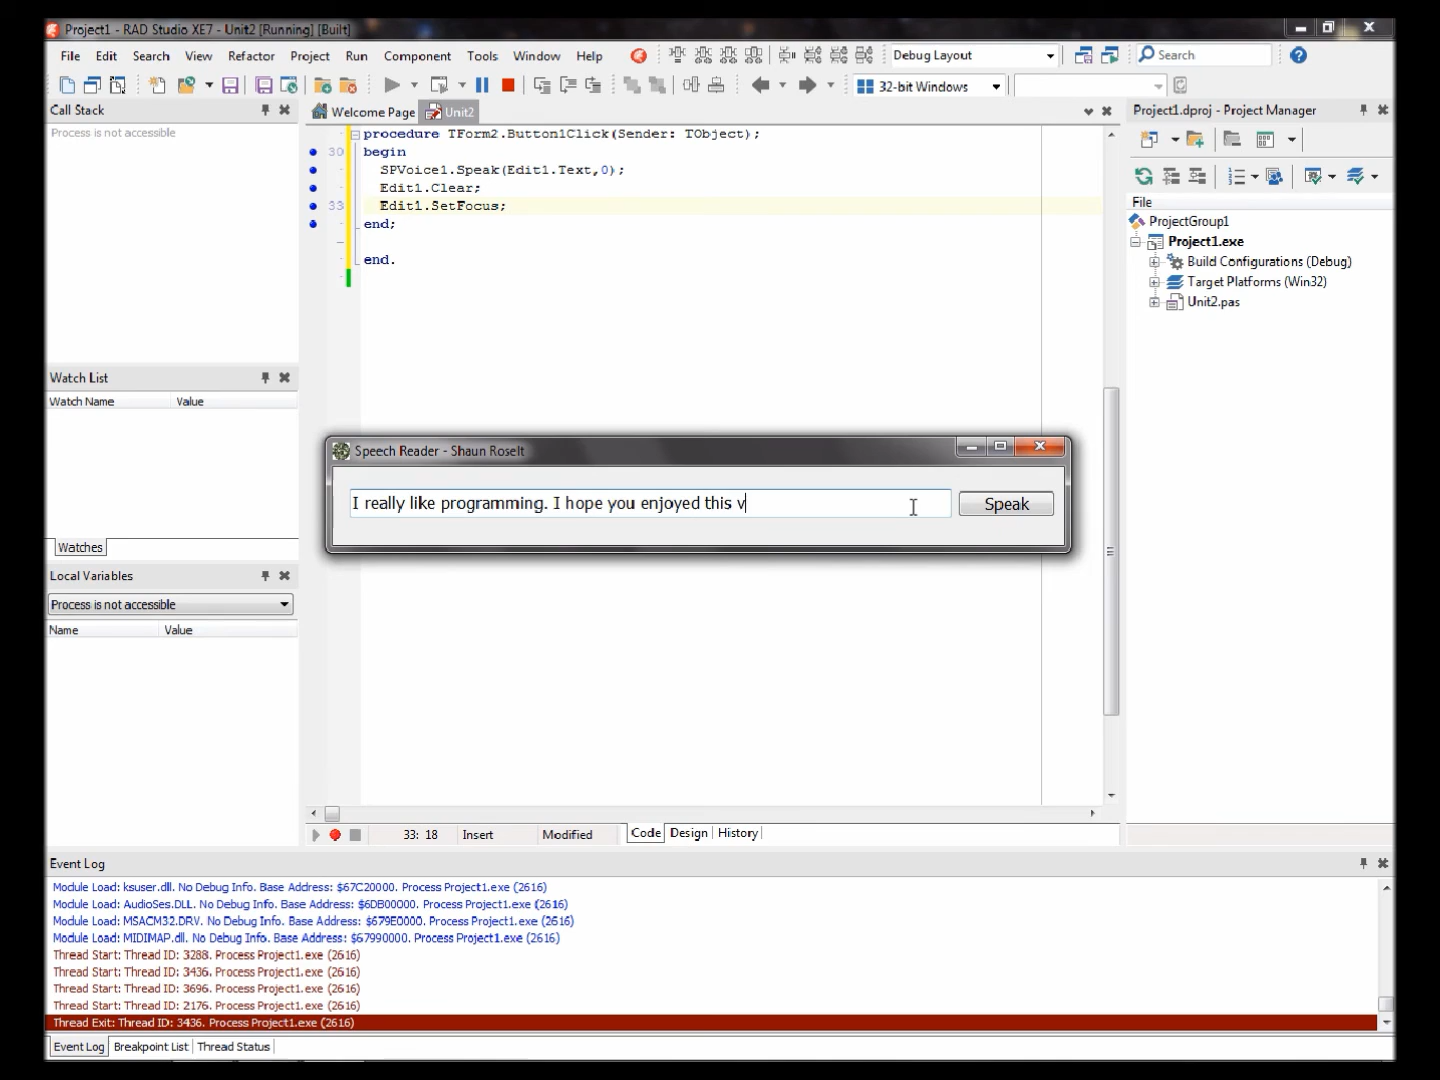 Project1 - RAD Studio XE7 - Unit2 [Running] [Built]
File Edit Search View Refactor Project Run Component Tools Window Help Debug Layout Search
32-bit Windows
Call Stack
Process is not accessible
Welcome Page Unit2
procedure TForm2.Button1Click(Sender: TObject);
30 begin
SPVoice1.Speak(Edit1.Text,0);
Edit1.Clear;
33 Edit1.SetFocus;
end;
end.
Project1.dproj - Project Manager
File
ProjectGroup1
Project1.exe
Build Configurations (Debug)
Target Platforms (Win32)
Unit2.pas
Watch List
Watch Name Value
Watches
Speech Reader - Shaun Roselt
I really like programming. I hope you enjoyed this v
Speak
Local Variables
Process is not accessible
Name Value
33: 18 Insert Modified Code Design History
Event Log
Module Load: ksuser.dll. No Debug Info. Base Address: $67C20000. Process Project1.exe (2616)
Module Load: AudioSes.DLL. No Debug Info. Base Address: $6DB00000. Process Project1.exe (2616)
Module Load: MSACM32.DRV. No Debug Info. Base Address: $679E0000. Process Project1.exe (2616)
Module Load: MIDIMAP.dll. No Debug Info. Base Address: $67990000. Process Project1.exe (2616)
Thread Start: Thread ID: 3288. Process Project1.exe (2616)
Thread Start: Thread ID: 3436. Process Project1.exe (2616)
Thread Start: Thread ID: 3696. Process Project1.exe (2616)
Thread Start: Thread ID: 2176. Process Project1.exe (2616)
Thread Exit: Thread ID: 3436. Process Project1.exe (2616)
Event Log Breakpoint List Thread Status